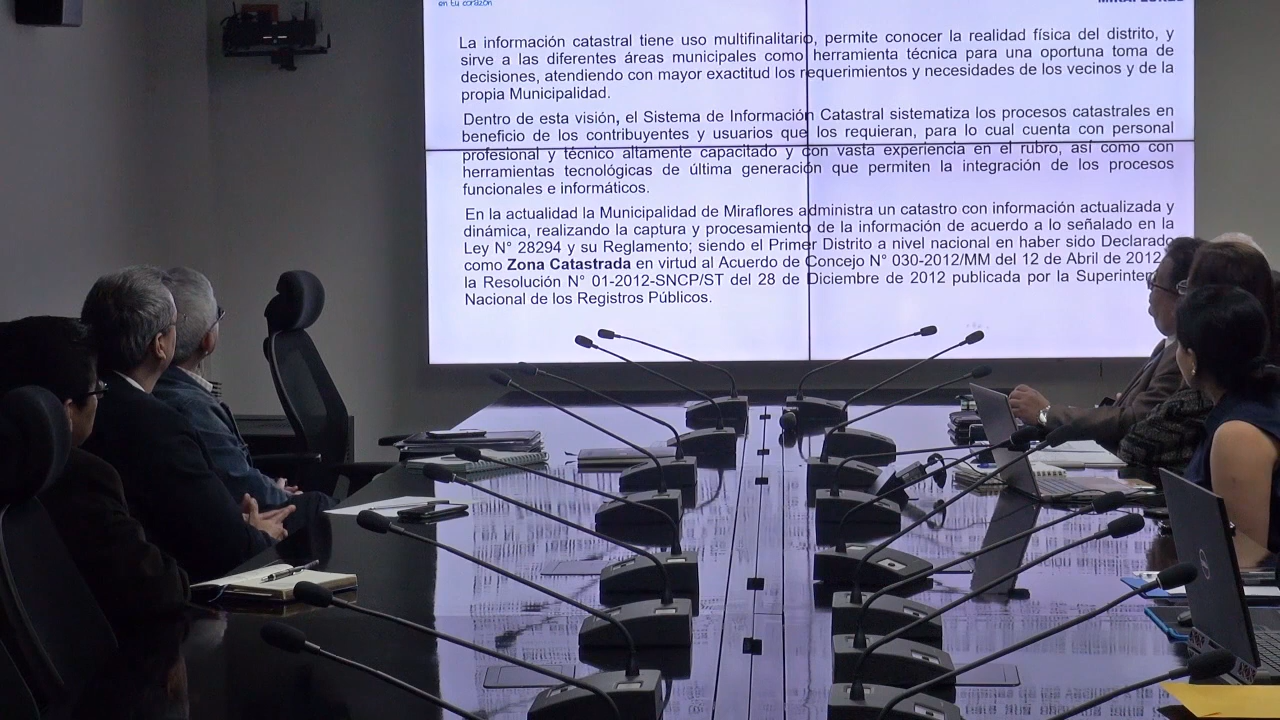 en tu corazón
MIRAFLORES
La información catastral tiene uso multifinalitario, permite conocer la realidad física del distrito, y
sirve a las diferentes áreas municipales como herramienta técnica para una oportuna toma de
decisiones, atendiendo con mayor exactitud los requerimientos y necesidades de los vecinos y de la
propia Municipalidad.
Dentro de esta visión, el Sistema de Información Catastral sistematiza los procesos catastrales en
beneficio de los contribuyentes y usuarios que los requieran, para lo cual cuenta con personal
profesional y técnico altamente capacitado y con vasta experiencia en el rubro, así como con
herramientas tecnológicas de última generación que permiten la integración de los procesos
funcionales e informáticos.
En la actualidad la Municipalidad de Miraflores administra un catastro con información actualizada y
dinámica, realizando la captura y procesamiento de la información de acuerdo a lo señalado en la
Ley N° 28294 y su Reglamento; siendo el Primer Distrito a nivel nacional en haber sido Declarado
como Zona Catastrada en virtud al Acuerdo de Concejo N° 030-2012/MM del 12 de Abril de 2012
la Resolución N° 01-2012-SNCP/ST del 28 de Diciembre de 2012 publicada por la Superinten
Nacional de los Registros Públicos.